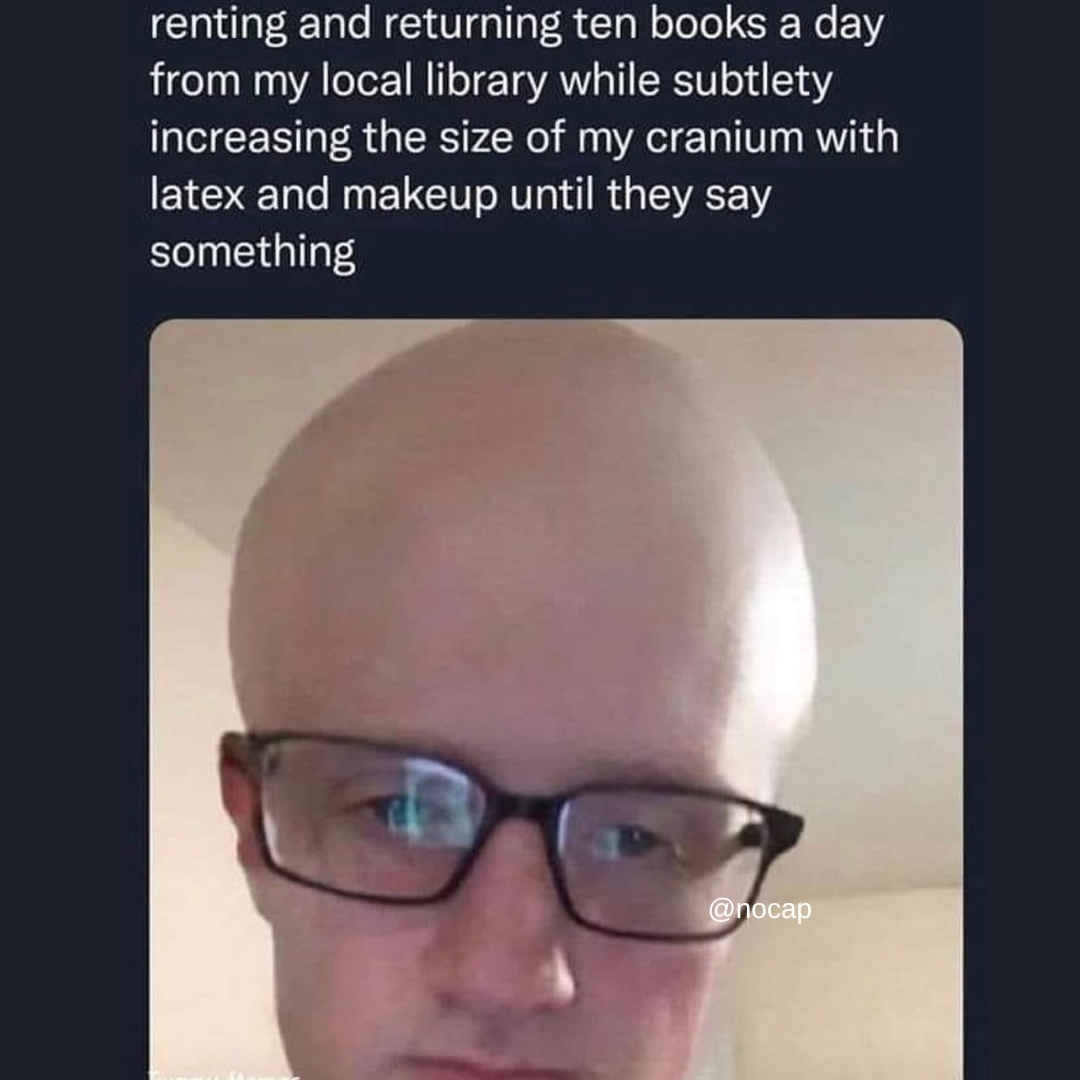 renting and returning ten books a day
from my local library while subtlety
increasing the size of my cranium with
latex and makeup until they say
something
@nocap